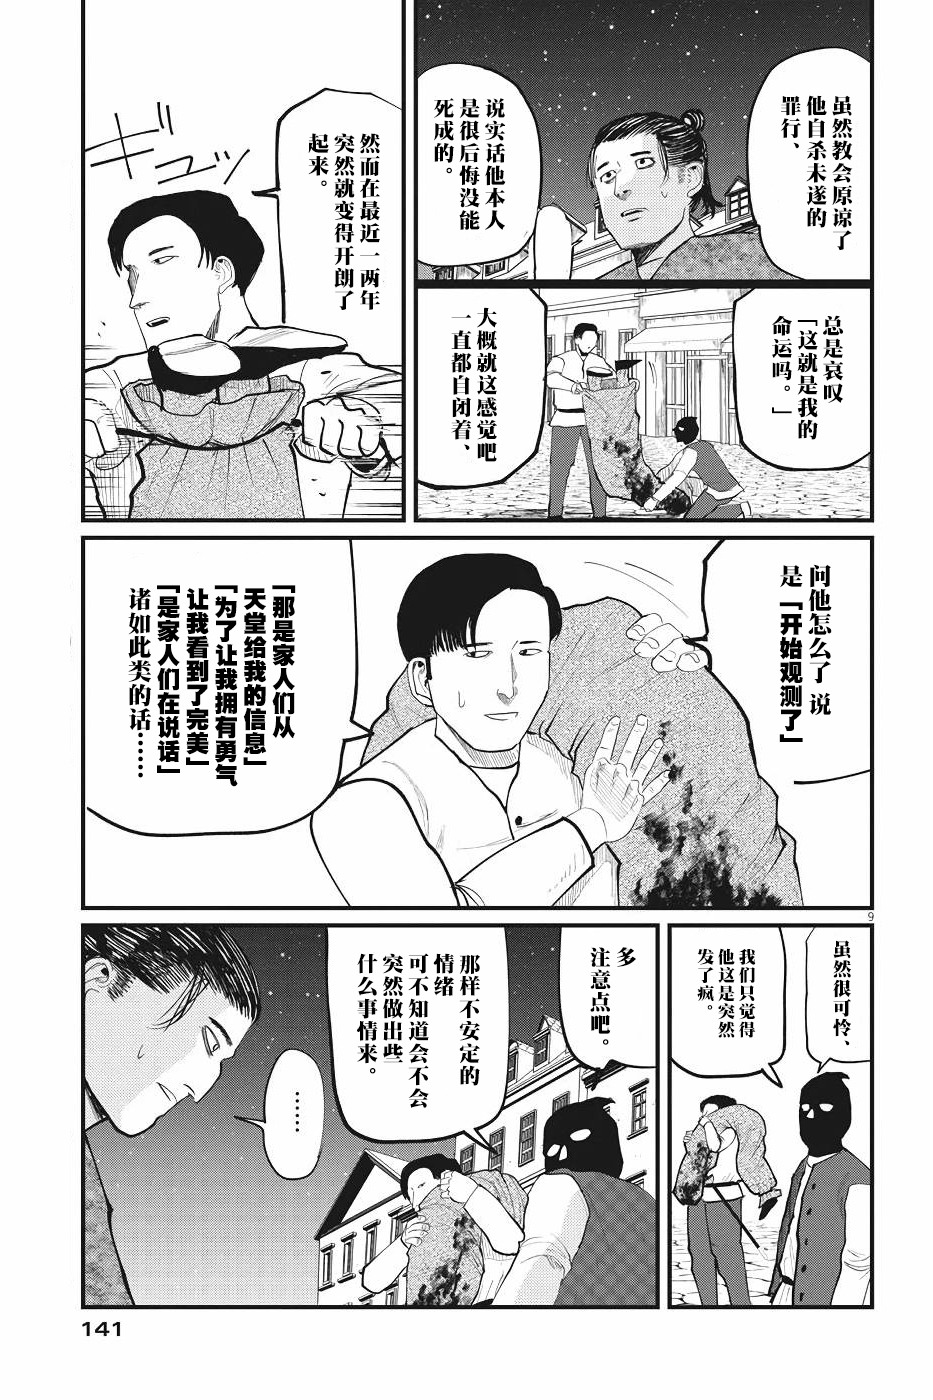 虽然教会原谅了
他自杀未遂的
罪行、
说实话他本人
是很后悔没能
死成的。
总是哀叹
「这就是我的
命运吗。」
大概就这感觉吧
一直都自闭着、
然而在最近一两年
突然就变得开朗了
起来。
ギュッ
问他怎么了 说
是「开始观测了」
「那是家人们从
天堂给我的信息」
「为了让我拥有勇气
让我看到了完美」
「是家人们在说话」
诸如此类的话……
9
虽然很可怜、
我们只觉得
他这是突然
发了疯。
多
注意点吧。
那样不安定的
情绪
可不知道会不会
突然做出些
什么事情来。
……
141